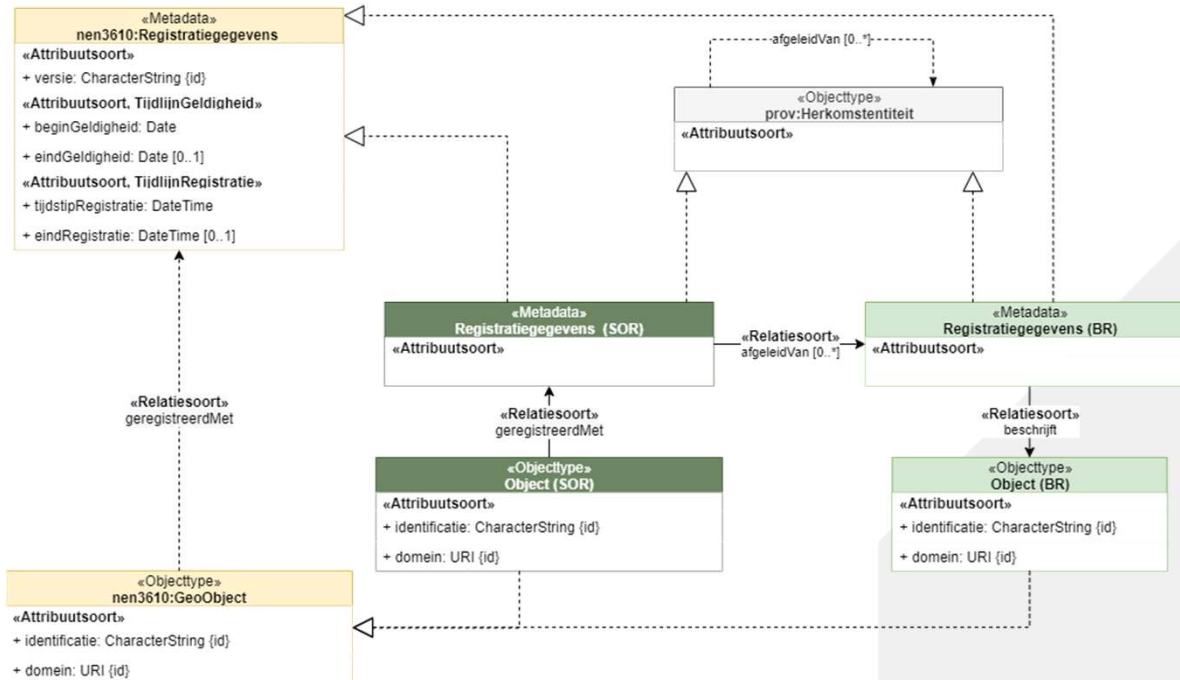 «Metadata»
nen3610:Registratiegegevens
«Attribuutsoort»
+ versie: CharacterString {id}
«Attribuutsoort, TijdlijnGeldigheid»
+ beginGeldigheid: Date
+ eindGeldigheid: Date [0..1]
«Attribuutsoort, TijdlijnRegistratie»
+ tijdstipRegistratie: DateTime
+ eindRegistratie: DateTime [0..1]
afgeleidVan [0..*]
«Objecttype»
prov:Herkomstentiteit
«Attribuutsoort»
«Metadata»
Registratiegegevens (SOR)
«Attribuutsoort»
«Relatiesoort»
afgeleidVan [0..*]
«Metadata»
Registratiegegevens (BR)
«Attribuutsoort»
«Relatiesoort»
geregistreerdMet
«Relatiesoort»
geregistreerdMet
«Relatiesoort»
beschrijft
«Objecttype»
Object (SOR)
«Attribuutsoort»
+ identificatie: CharacterString {id}
+ domein: URI {id}
«Objecttype»
Object (BR)
«Attribuutsoort»
+ identificatie: CharacterString {id}
+ domein: URI {id}
«Objecttype»
nen3610:GeoObject
«Attribuutsoort»
+ identificatie: CharacterString {id}
+ domein: URI {id}